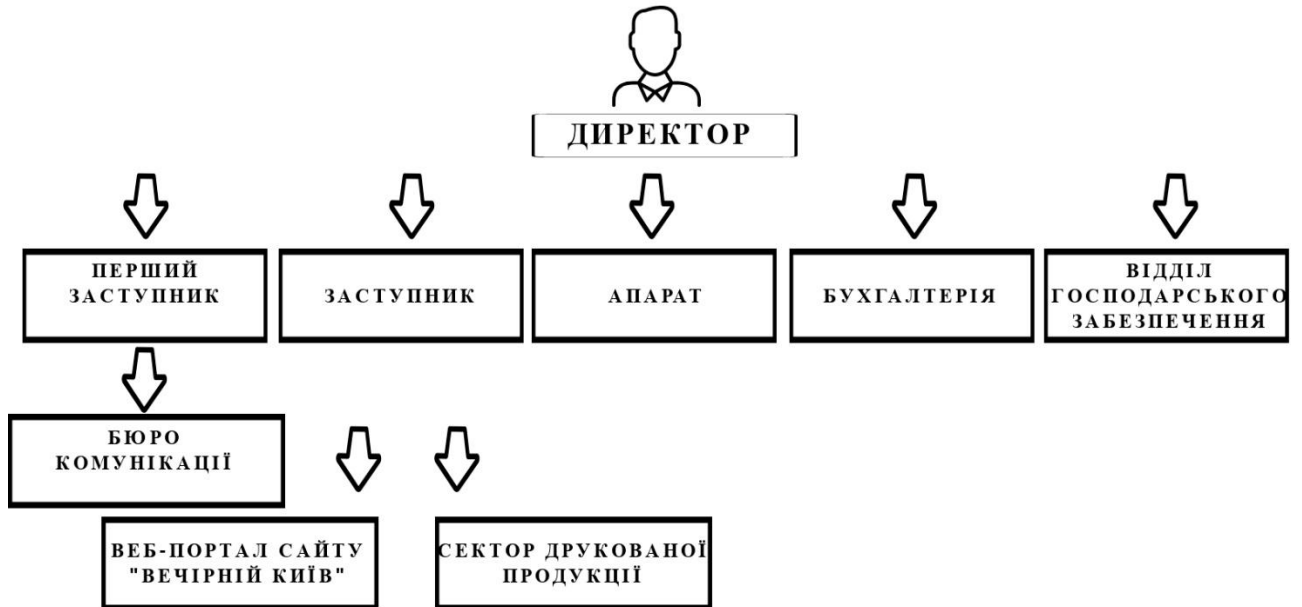 ДИРЕКТОР
ПЕРШИЙ
ЗАСТУПНИК
ЗАСТУПНИК
АПАРАТ
БУХГАЛТЕРІЯ
ВІДДІЛ
ГОСПОДАРСЬКОГО
ЗАБЕЗПЕЧЕННЯ
БЮРО
КОМУНІКАЦІЇ
ВЕБ-ПОРТАЛ САЙТУ
"ВЕЧІРНІЙ КИЇВ"
СЕКТОР ДРУКОВАНОЇ
ПРОДУКЦІЇ